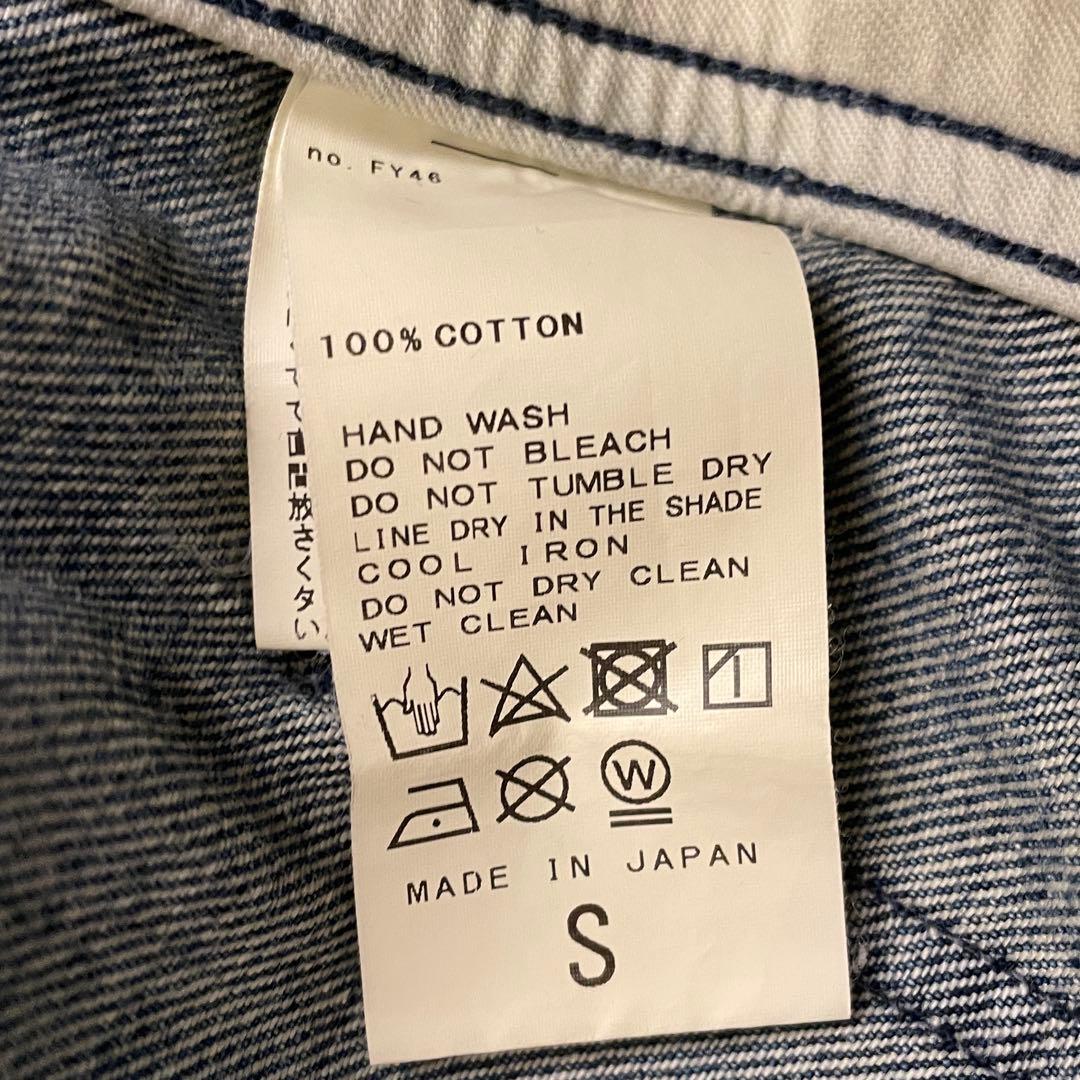 no. FY46
100% COTTON
HAND WASH
DO NOT BLEACH
DO NOT TUMBLE DRY
LINE DRY IN THE SHADE
COOL IRON
DO NOT DRY CLEAN
WET CLEAN
W
MADE IN JAPAN
S